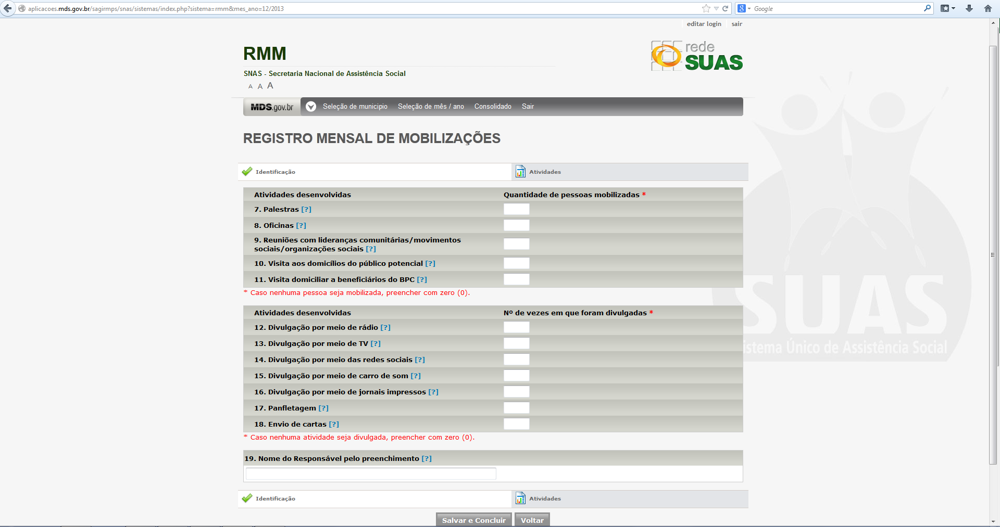 aplicacoes.mds.gov.br/sagirmps/snas/sistemas/index.php?sistema=rmm&mes_ano=12/2013
8 Google
editar login sair
RMM
rede
SUAS
SNAS - Secretaria Nacional de Assistência Social
A A A
MDS.gov.br Seleção de municipio Seleção de mês / ano Consolidado Sair
REGISTRO MENSAL DE MOBILIZAÇÕES
Identificação Atividades
Atividades desenvolvidas Quantidade de pessoas mobilizadas *
7. Palestras [?]
8. Oficinas [?]
9. Reuniões com lideranças comunitárias/movimentos
sociais/organizações sociais [?]
10. Visita aos domicílios do público potencial [?]
11. Visita domiciliar a beneficiários do BPC [?]
* Caso nenhuma pessoa seja mobilizada, preencher com zero (0).
Atividades desenvolvidas Nº de vezes em que foram divulgadas *
12. Divulgação por meio de rádio [?]
13. Divulgação por meio de TV [?]
14. Divulgação por meio das redes sociais [?]
15. Divulgação por meio de carro de som [?]
16. Divulgação por meio de jornais impressos [?]
17. Panfletagem [?]
18. Envio de cartas [?]
* Caso nenhuma atividade seja divulgada, preencher com zero (0).
19. Nome do Responsável pelo preenchimento [?]
Identificação Atividades
Salvar e Concluir Voltar
SUAS
istema Único de Assistência Social